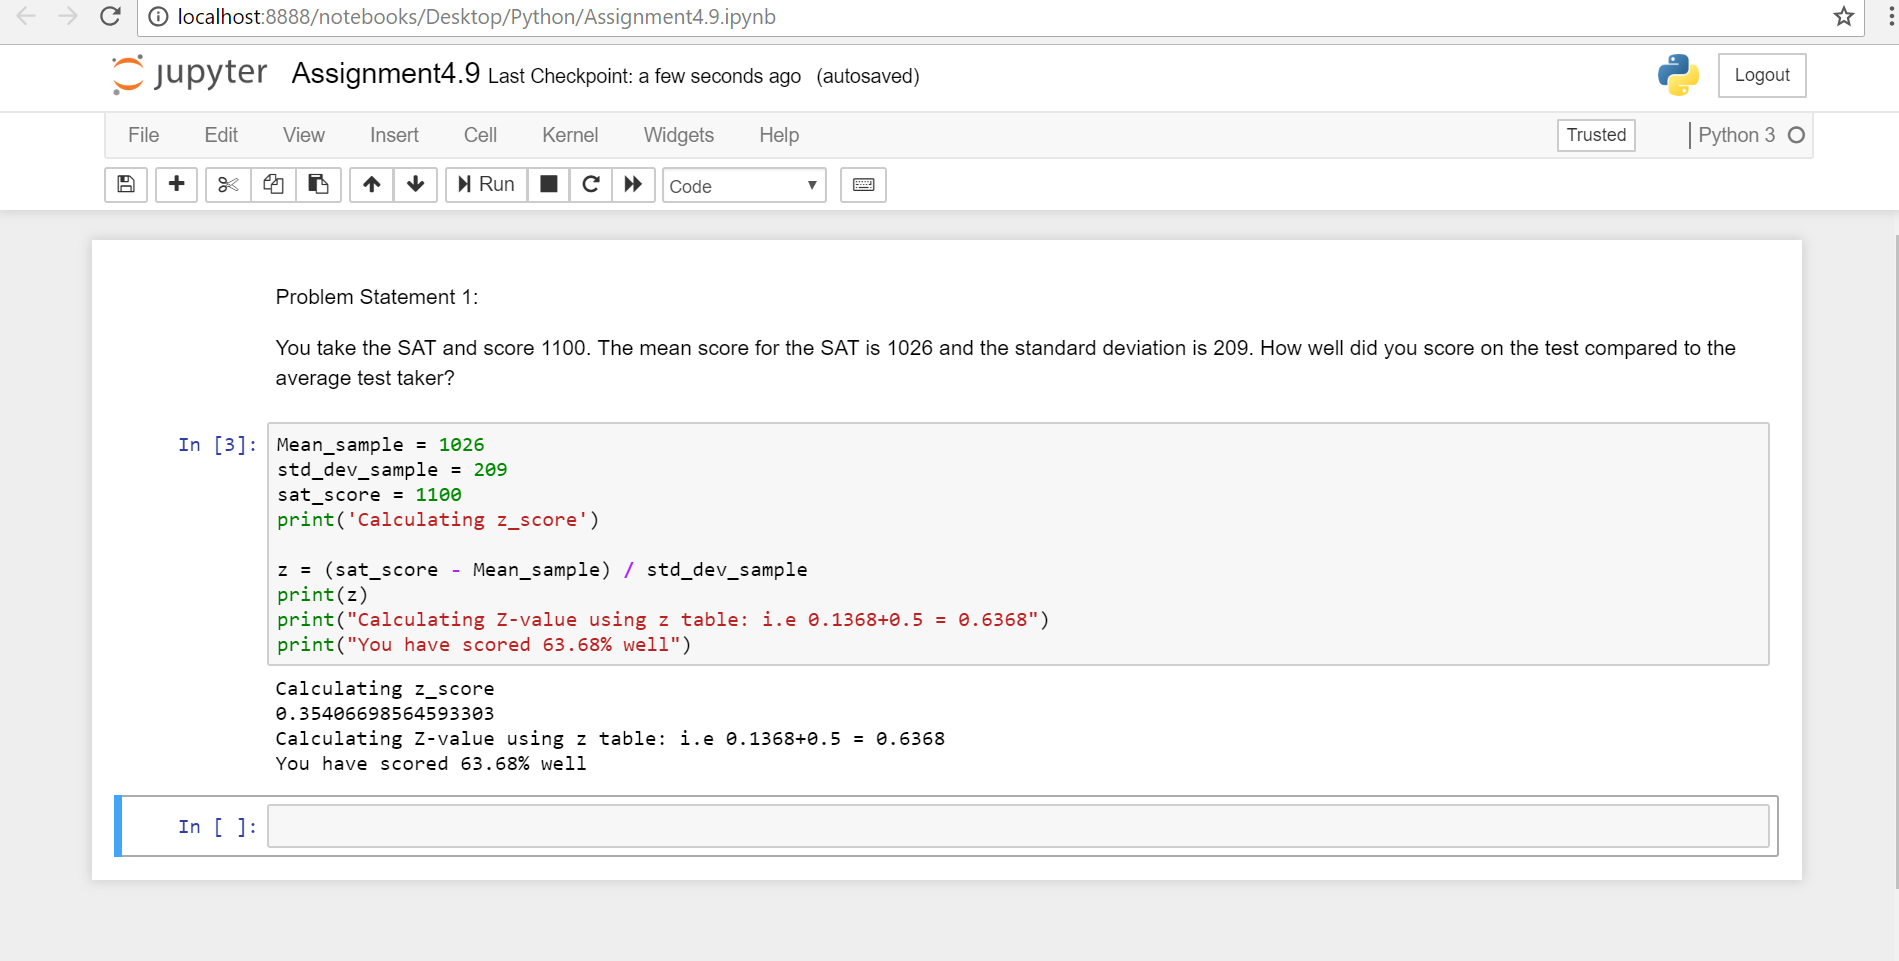 localhost:8888/notebooks/Desktop/Python/Assignment4.9.ipynb
jupyter Assignment4.9 Last Checkpoint: a few seconds ago (autosaved) Logout
File Edit View Insert Cell Kernel Widgets Help Trusted Python 3
Run Code
Problem Statement 1:
You take the SAT and score 1100. The mean score for the SAT is 1026 and the standard deviation is 209. How well did you score on the test compared to the
average test taker?
In [3]: Mean_sample = 1026
std_dev_sample = 209
sat_score = 1100
print('Calculating z_score')
z = (sat_score - Mean_sample) / std_dev_sample
print(z)
print("Calculating Z-value using z table: i.e 0.1368+0.5 = 0.6368")
print("You have scored 63.68% well")
Calculating z_score
0.35406698564593303
Calculating Z-value using z table: i.e 0.1368+0.5 = 0.6368
You have scored 63.68% well
In [ ]: